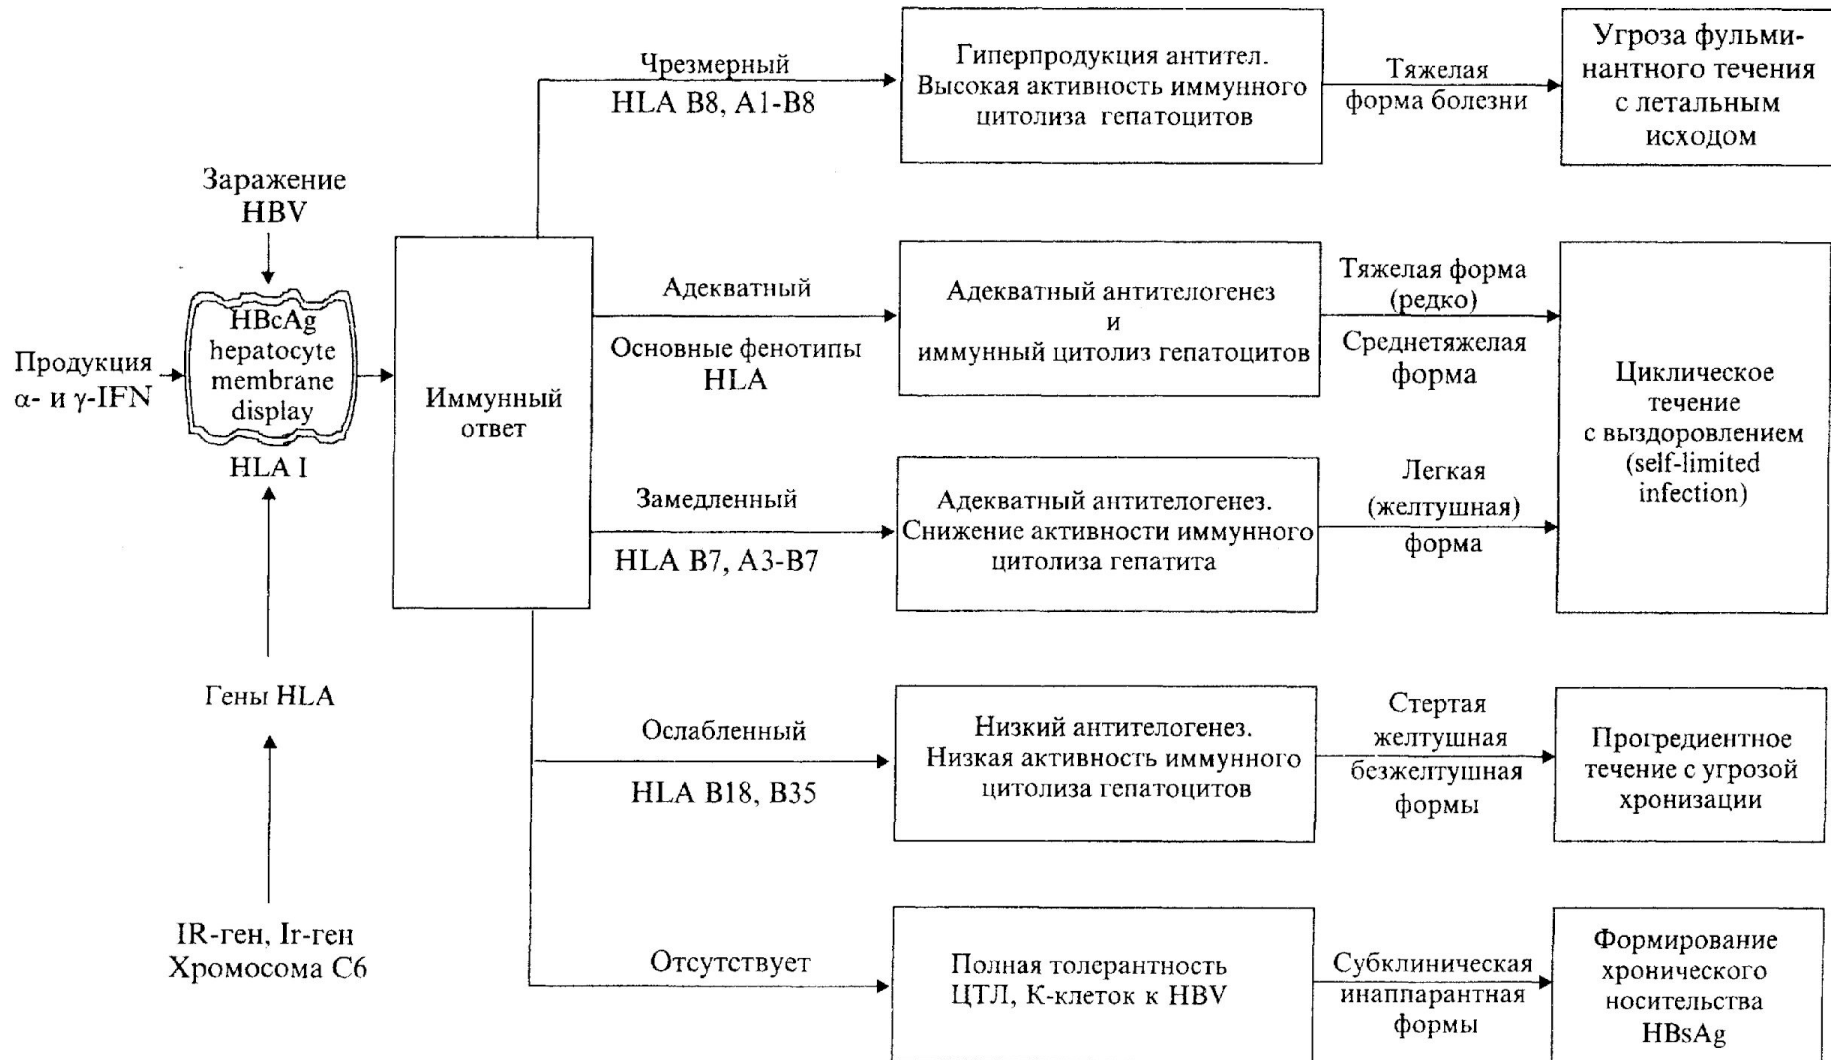 Заражение
HBV
Продукция
α- и γ-IFN
HBcAg
hepatocyte
membrane
display
HLA I
Гены HLA
IR-ген, Ir-ген
Хромосома С6
Иммунный
ответ
Чрезмерный
HLA B8, A1-B8
Гиперпродукция антител.
Высокая активность иммунного
цитолиза гепатоцитов
Тяжелая
форма болезни
Угроза фульми-
нантного течения
с летальным
исходом
Адекватный
Основные фенотипы
HLA
Адекватный антителогенез
и
иммунный цитолиз гепатоцитов
Тяжелая форма
(редко)
Среднетяжелая
форма
Циклическое
течение
с выздоровлением
(self-limited
infection)
Замедленный
HLA B7, A3-B7
Адекватный антителогенез.
Снижение активности иммунного
цитолиза гепатита
Легкая
(желтушная)
форма
Ослабленный
HLA B18, B35
Низкий антителогенез.
Низкая активность иммунного
цитолиза гепатоцитов
Стертая
желтушная
безжелтушная
формы
Прогредиентное
течение с угрозой
хронизации
Отсутствует
Полная толерантность
ЦТЛ, К-клеток к HBV
Субклиническая
инаппарантная
формы
Формирование
хронического
носительства
HBsAg